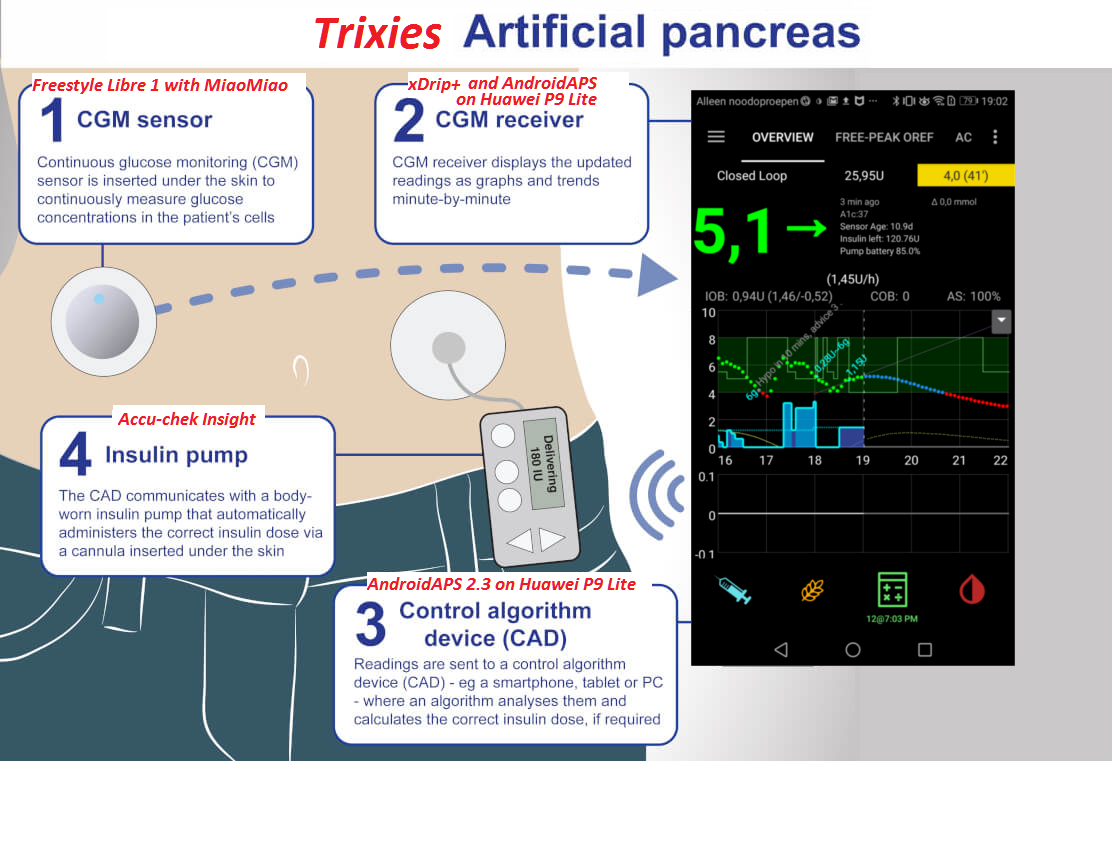 Trixies Artificial pancreas
Freestyle Libre 1 with MiaoMiao
1 CGM sensor
Continuous glucose monitoring (CGM)
sensor is inserted under the skin to
continuously measure glucose
concentrations in the patient's cells
xDrip+ and AndroidAPS
on Huawei P9 Lite
2 CGM receiver
CGM receiver displays the updated
readings as graphs and trends
minute-by-minute
Accu-chek Insight
4 Insulin pump
The CAD communicates with a body-
worn insulin pump that automatically
administers the correct insulin dose via
a cannula inserted under the skin
Delivering
180 IU
AndroidAPS 2.3 on Huawei P9 Lite
3 Control algorithm
device (CAD)
Readings are sent to a control algorithm
device (CAD) - eg a smartphone, tablet or PC
- where an algorithm analyses them and
calculates the correct insulin dose, if required
Alleen noodoproepen 79 19:02
OVERVIEW FREE-PEAK OREF AC
Closed Loop 25,95U 4,0 (41')
5,1
3 min ago Δ 0,0 mmol
A1c:37
Sensor Age: 10.9d
Insulin left: 120.76U
Pump battery 85.0%
(1,45U/h)
IOB: 0,94U (1,46/-0,52) COB: 0 AS: 100%
10
8
6
4
2
0
6g
Hypo in 10 mins, advice 3
0,28U
6g
1,15U
16 17 18 19 20 21 22
0.1
0
-0.1
12@7:03 PM